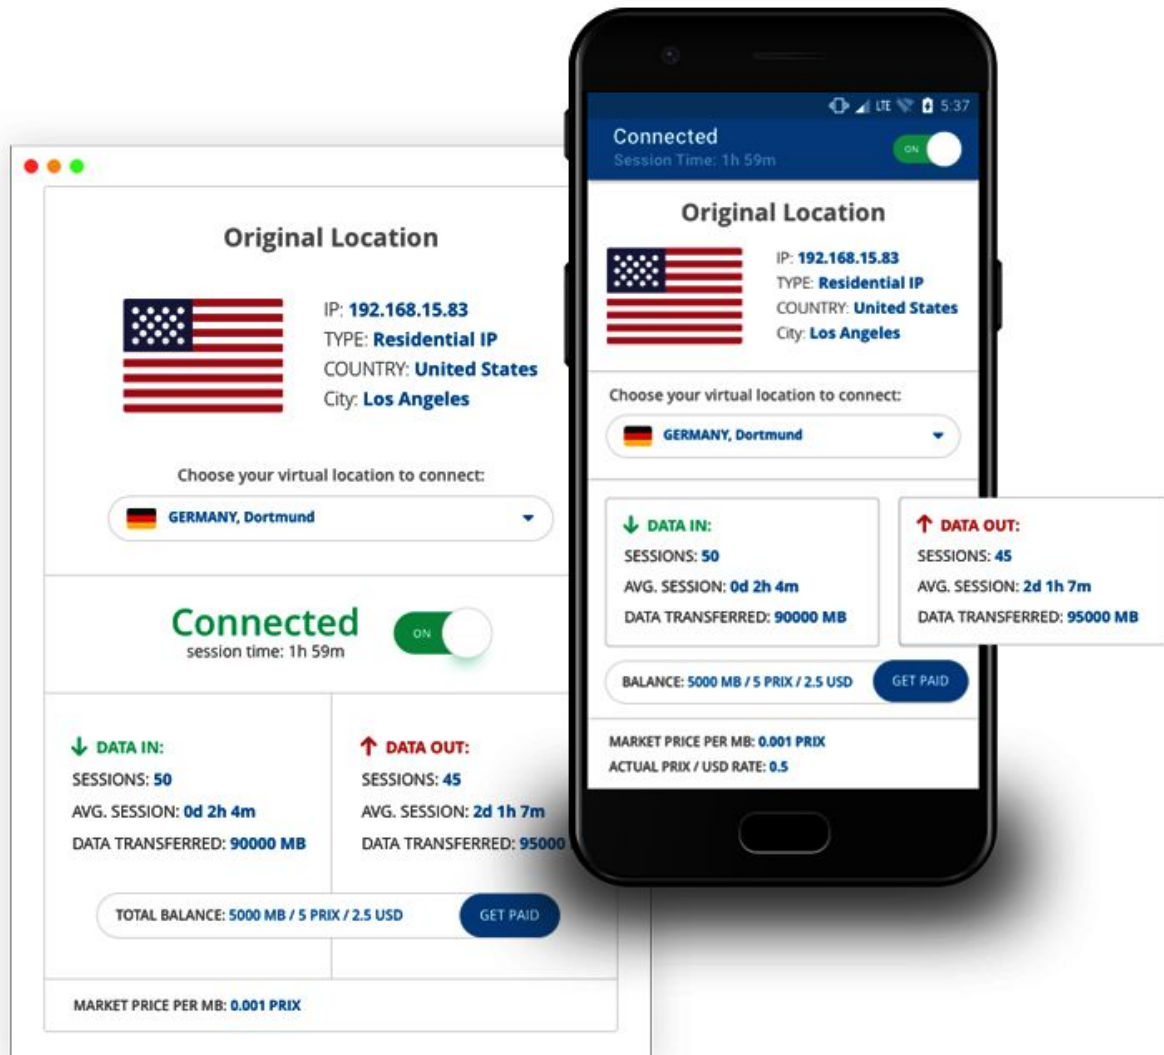 Original Location
IP: 192.168.15.83
TYPE: Residential IP
COUNTRY: United States
City: Los Angeles
Choose your virtual location to connect:
GERMANY, Dortmund
Connected
session time: 1h 59m
ON
DATA IN:
SESSIONS: 50
AVG. SESSION: 0d 2h 4m
DATA TRANSFERRED: 90000 MB
DATA OUT:
SESSIONS: 45
AVG. SESSION: 2d 1h 7m
DATA TRANSFERRED: 95000
TOTAL BALANCE: 5000 MB / 5 PRIX / 2.5 USD
GET PAID
MARKET PRICE PER MB: 0.001 PRIX
LTE 5:37
Connected
Session Time: 1h 59m
ON
Original Location
IP: 192.168.15.83
TYPE: Residential IP
COUNTRY: United States
City: Los Angeles
Choose your virtual location to connect:
GERMANY, Dortmund
DATA IN:
SESSIONS: 50
AVG. SESSION: 0d 2h 4m
DATA TRANSFERRED: 90000 MB
DATA OUT:
SESSIONS: 45
AVG. SESSION: 2d 1h 7m
DATA TRANSFERRED: 95000 MB
BALANCE: 5000 MB / 5 PRIX / 2.5 USD
GET PAID
MARKET PRICE PER MB: 0.001 PRIX
ACTUAL PRIX / USD RATE: 0.5